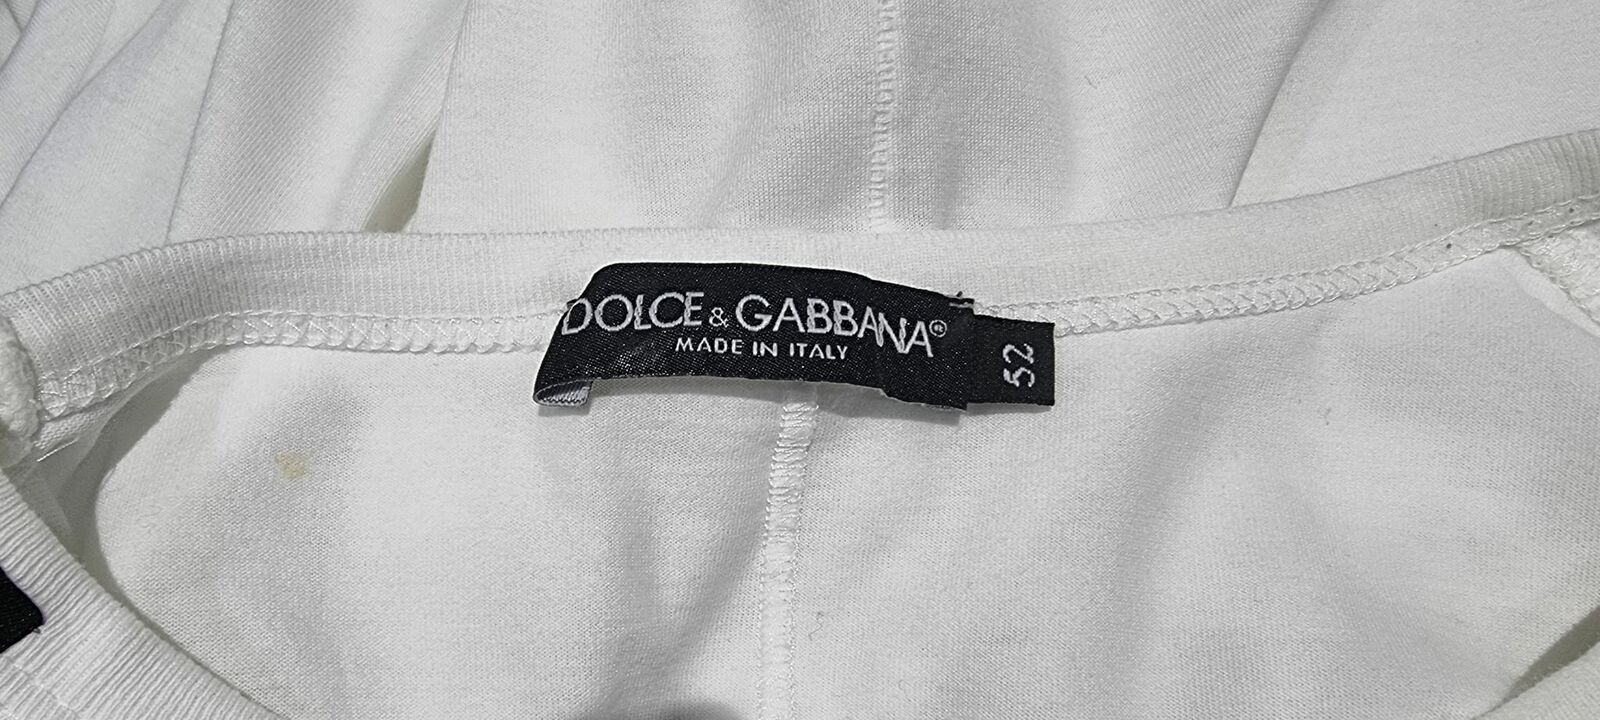 DOLCE & GABBANA®
MADE IN ITALY
52